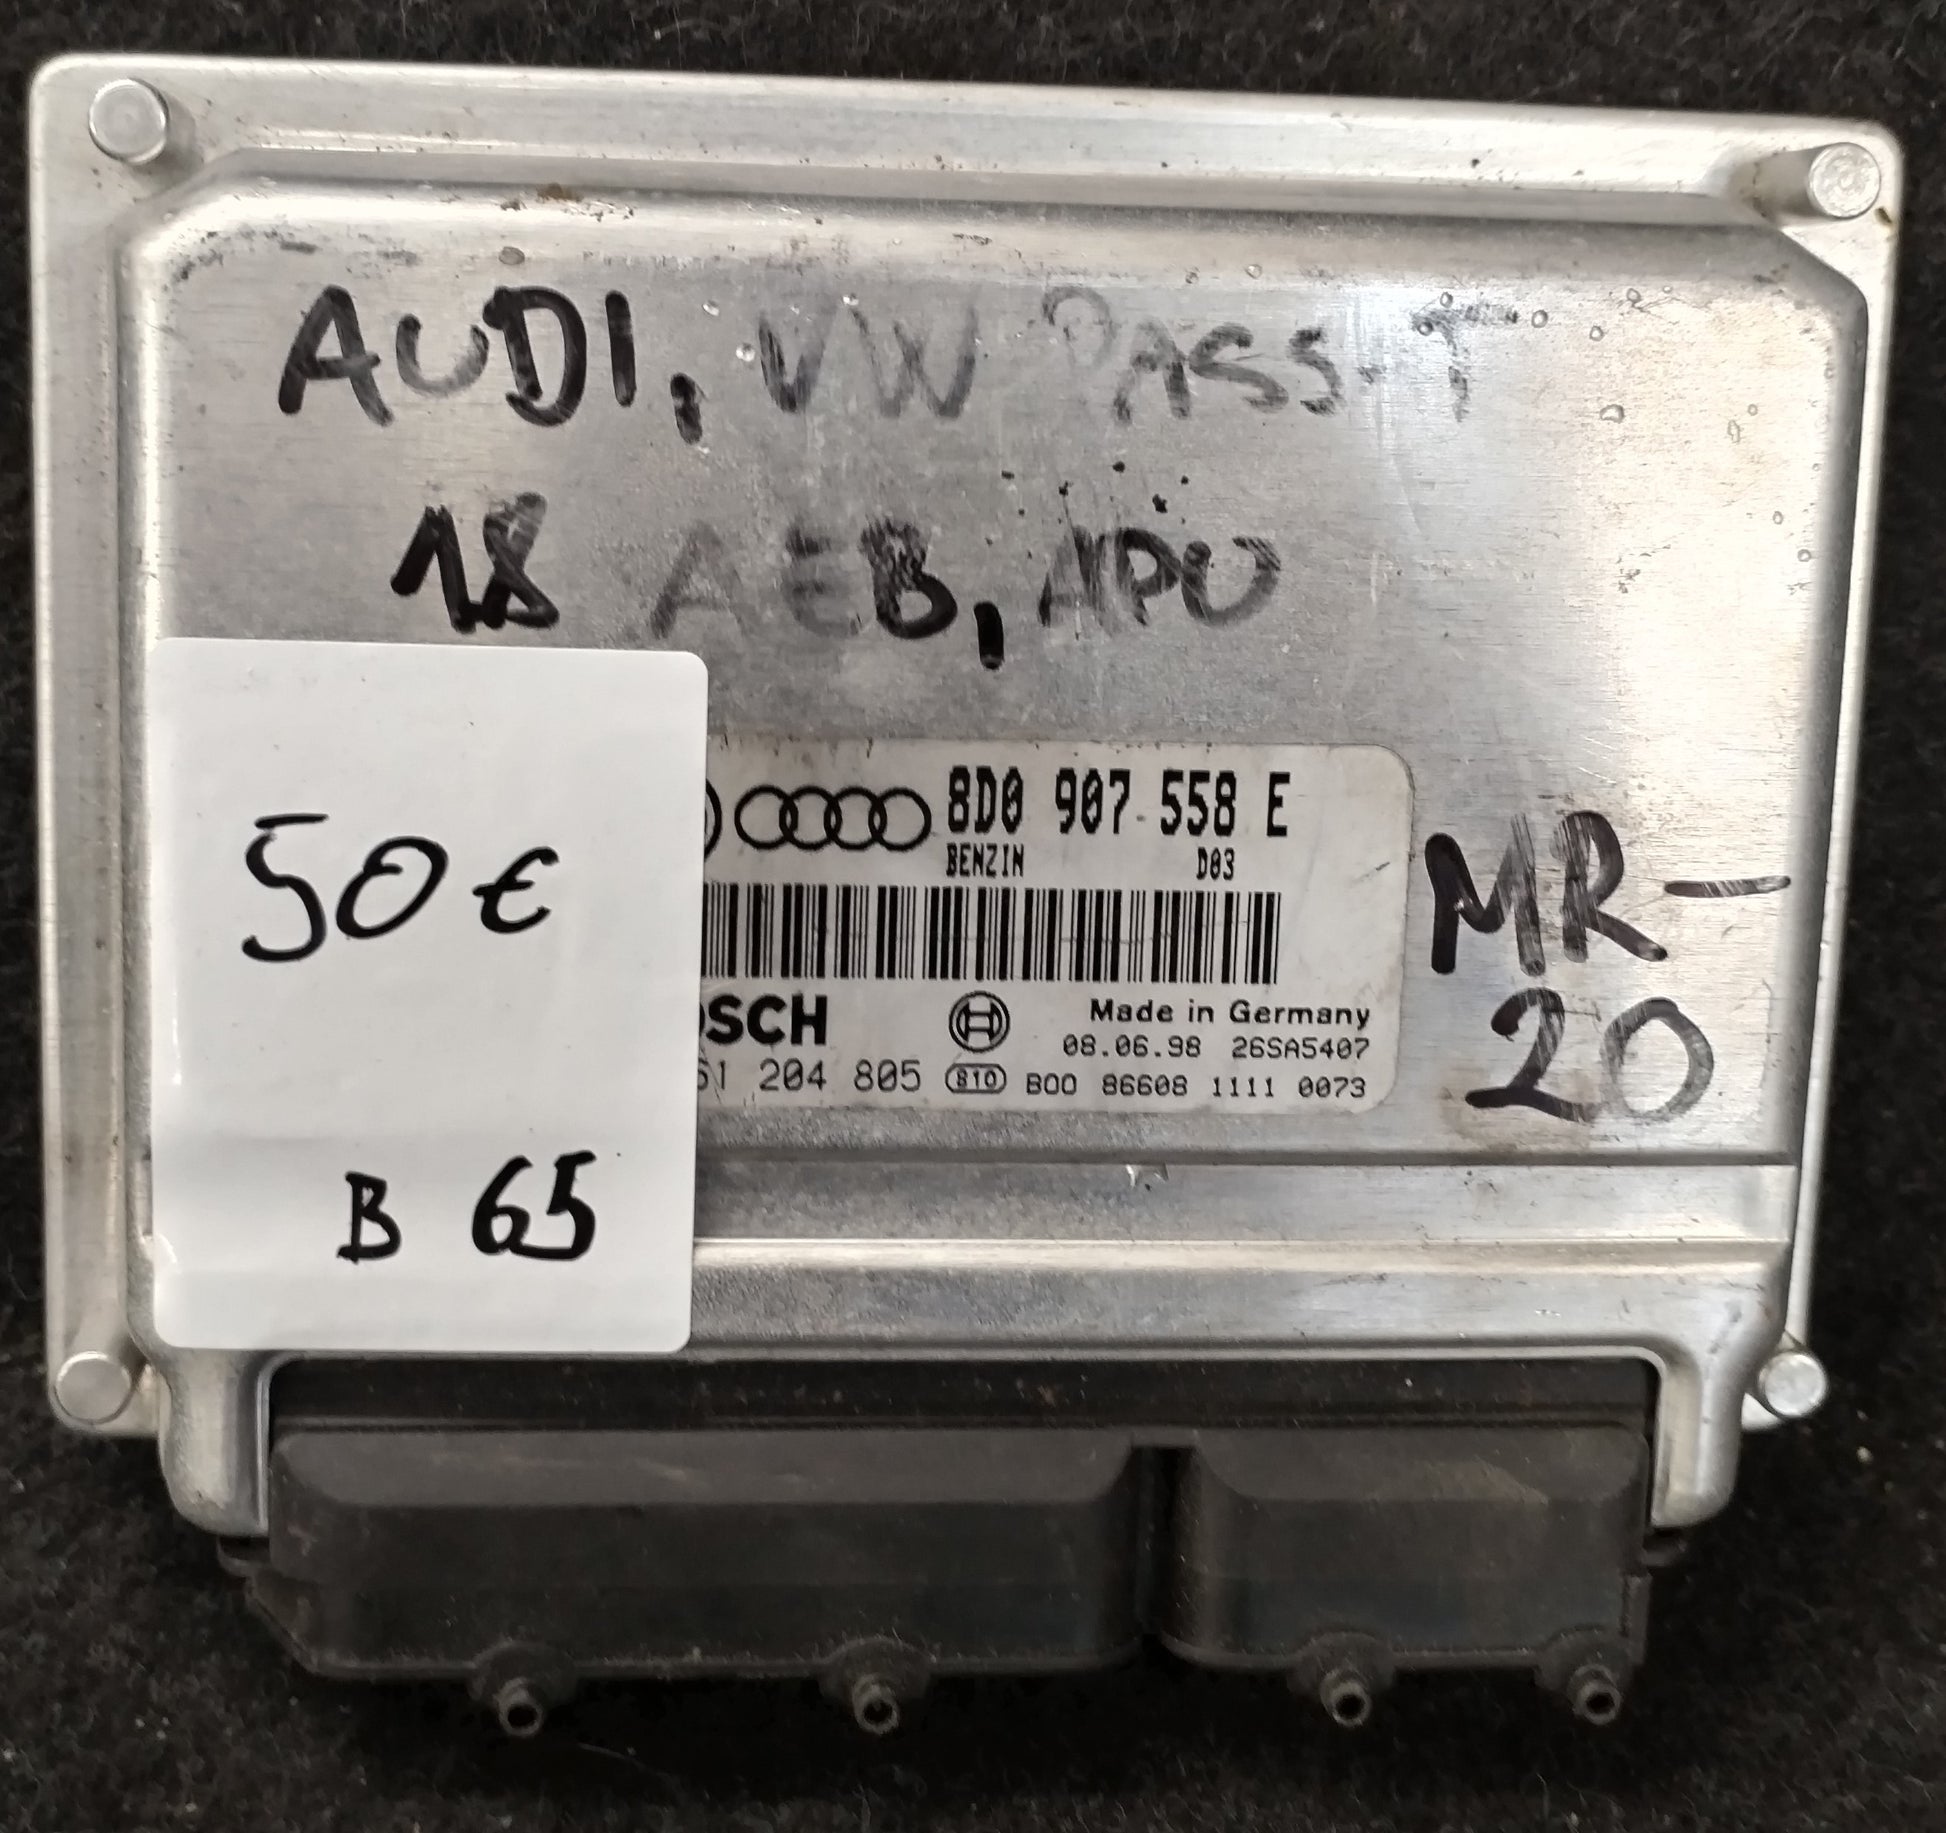 AUDI, VW PASSAT
18 AEB, APU
50 €
B 65
8D0 907 558 E
BENZIN D03
OSCH
Made in Germany
08.06.98 26SA5407
61 204 805 810 B00 86608 1111 0073
MR-
20